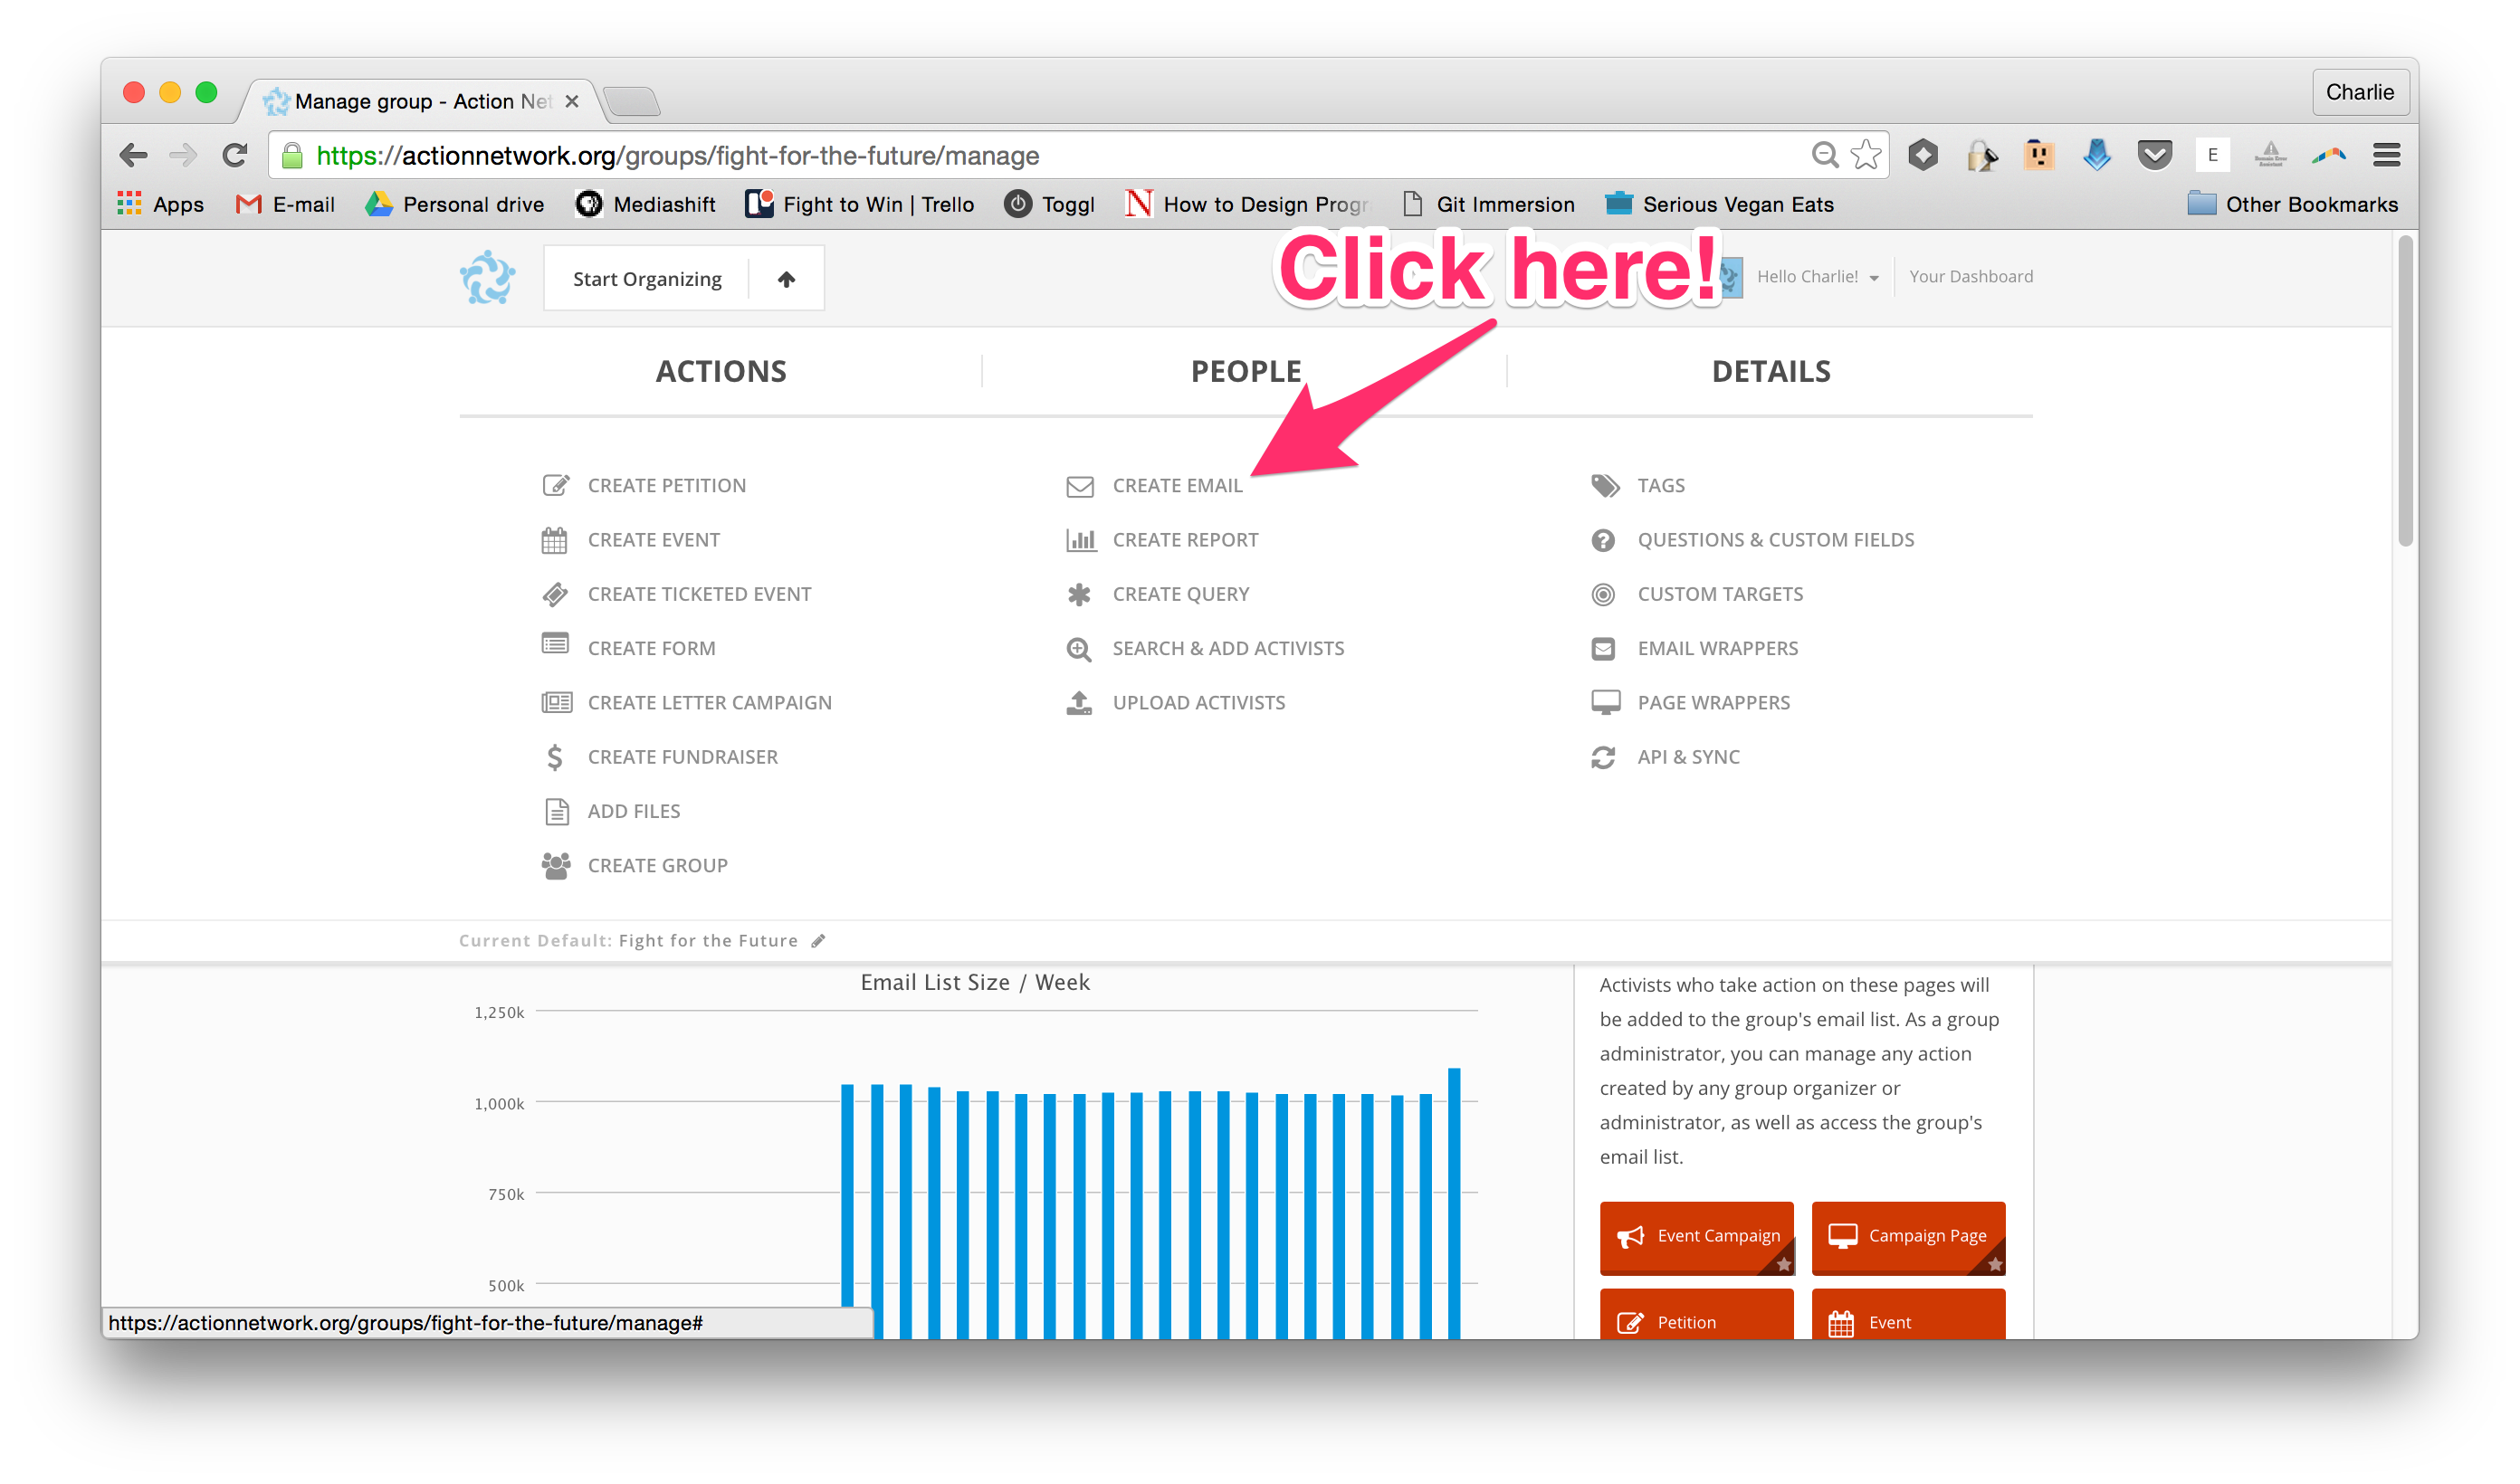 Manage group - Action Net
Charlie
https://actionnetwork.org/groups/fight-for-the-future/manage
E
Apps
E-mail
Personal drive
Mediashift
Fight to Win | Trello
Toggl
How to Design Progr
Git Immersion
Serious Vegan Eats
Other Bookmarks
Start Organizing
Click here!
Hello Charlie!
Your Dashboard
ACTIONS
PEOPLE
DETAILS
CREATE PETITION
CREATE EVENT
CREATE TICKETED EVENT
CREATE FORM
CREATE LETTER CAMPAIGN
CREATE FUNDRAISER
ADD FILES
CREATE GROUP
CREATE EMAIL
CREATE REPORT
CREATE QUERY
SEARCH & ADD ACTIVISTS
UPLOAD ACTIVISTS
TAGS
QUESTIONS & CUSTOM FIELDS
CUSTOM TARGETS
EMAIL WRAPPERS
PAGE WRAPPERS
API & SYNC
Current Default: Fight for the Future
Email List Size / Week
1,250k
1,000k
750k
500k
Activists who take action on these pages will
be added to the group's email list. As a group
administrator, you can manage any action
created by any group organizer or
administrator, as well as access the group's
email list.
Event Campaign
Campaign Page
Petition
Event
https://actionnetwork.org/groups/fight-for-the-future/manage#